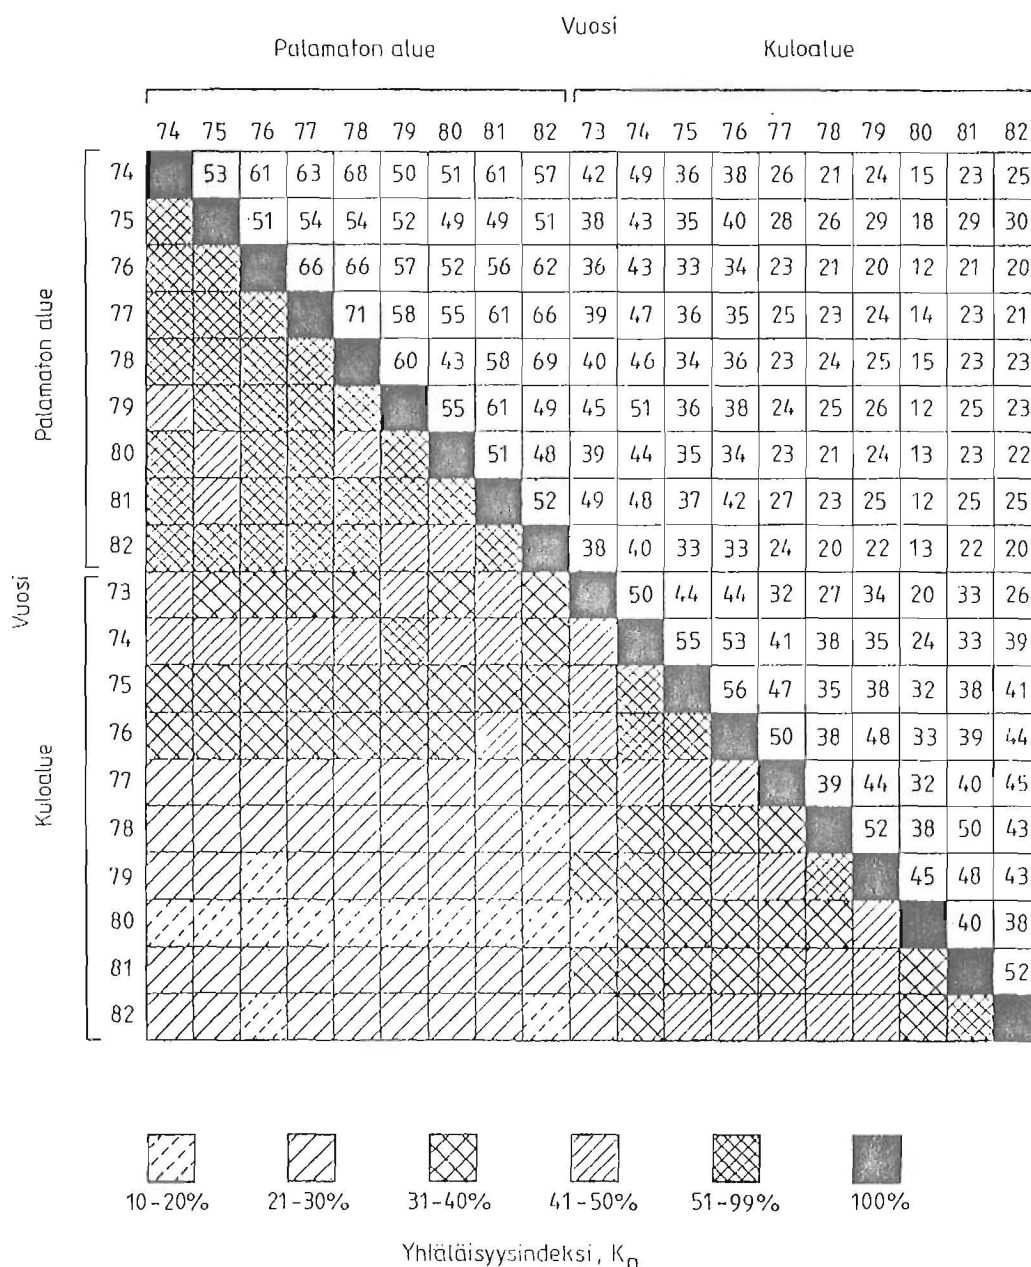 Vuosi
Palamaton alue Kuloalue
74 75 76 77 78 79 80 81 82 73 74 75 76 77 78 79 80 81 82
74 53 61 63 68 50 51 61 57 42 49 36 38 26 21 24 15 23 25
75 51 54 54 52 49 49 51 38 43 35 40 28 26 29 18 29 30
76 66 66 57 52 56 62 36 43 33 34 23 21 20 12 21 20
77 71 58 55 61 66 39 47 36 35 25 23 24 14 23 21
78 60 43 58 69 40 46 34 36 23 24 25 15 23 23
79 55 61 49 45 51 36 38 24 25 26 12 25 23
80 51 48 39 44 35 34 23 21 24 13 23 22
81 52 49 48 37 42 27 23 25 12 25 25
82 38 40 33 33 24 20 22 13 22 20
73 50 44 44 32 27 34 20 33 26
74 55 53 41 38 35 24 33 39
75 56 47 35 38 32 38 41
76 50 38 48 33 39 44
77 39 44 32 40 45
78 52 38 50 43
79 45 48 43
80 40 38
81 52
82
Palamaton alue
Vuosi
Kuloalue
10-20% 21-30% 31-40% 41-50% 51-99% 100%
Yhtäläisyysindeksi, Kn